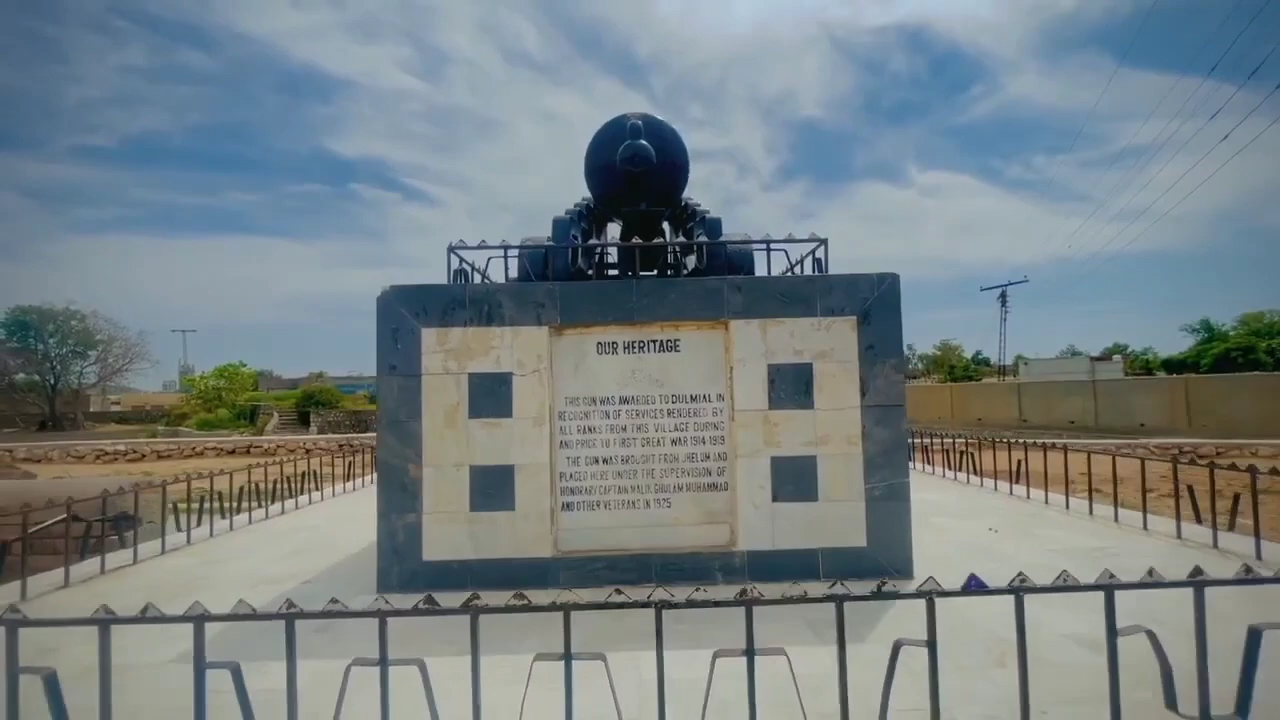 OUR HERITAGE
THIS GUN WAS AWARDED TO DULMIAL IN
RECOGNITION OF SERVICES RENDERED BY
ALL RANKS FROM THIS VILLAGE DURING
AND PRICE TO FIRST GREAT WAR 1914-1919
THE GUN WAS BROUGHT FROM JHELUM AND
PLACED HERE UNDER THE SUPERVISION OF
HONORARY CAPTAIN MALIK. GHULAM MUHAMMAD
AND OTHER VETERANS IN 1925